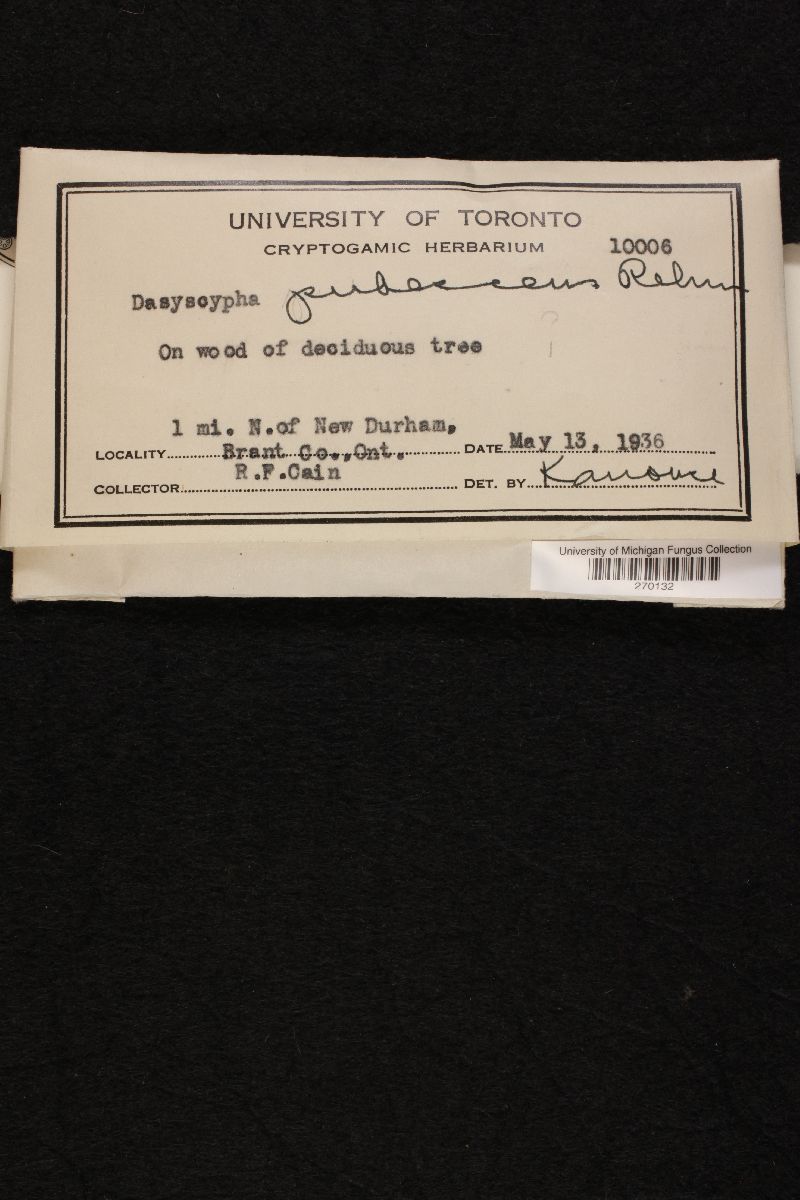 UNIVERSITY OF TORONTO
CRYPTOGAMIC HERBARIUM 10006
Dasyscypha pubescens Rehm
On wood of deciduous tree
1 mi. N.of New Durham,
LOCALITY Brant Co.,Ont. DATE May 13, 1936
COLLECTOR R.F.Cain DET. BY Kanouse
University of Michigan Fungus Collection
270132